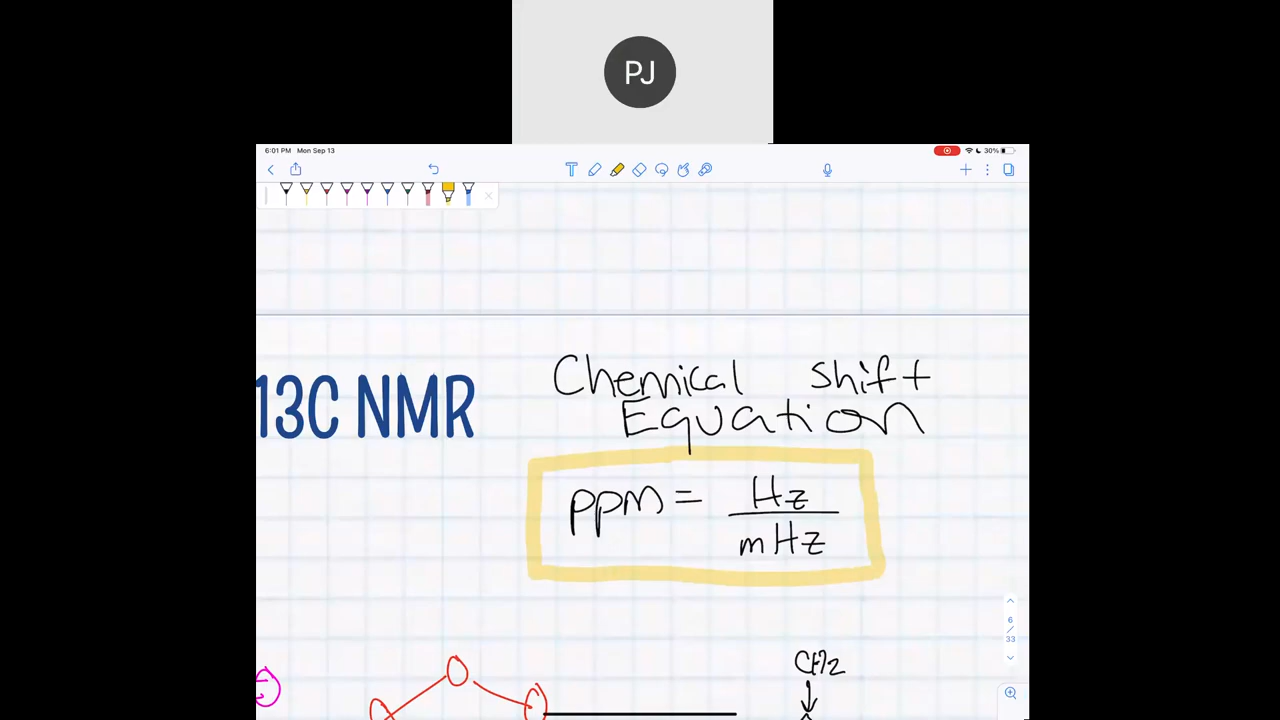 PJ
6:01 PM Mon Sep 13
30%
T
13C NMR
Chemical shift
Equation
ppm = Hz
mHz
6
/
33
CH2